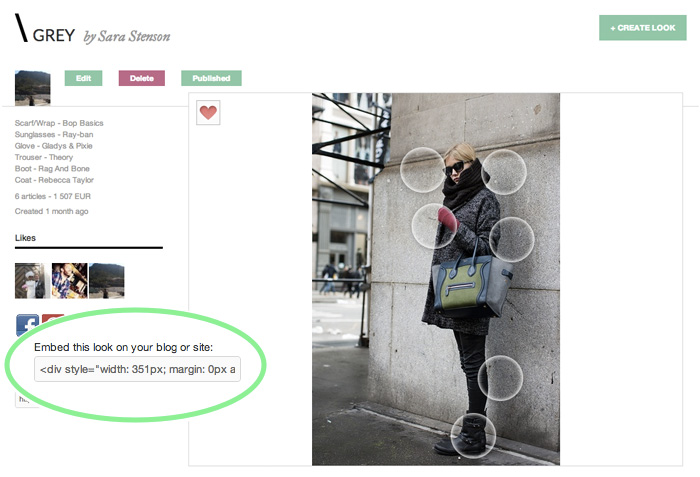 \ GREY by Sara Stenson
+ CREATE LOOK
Edit
Delete
Published
Scarf/Wrap - Bop Basics
Sunglasses - Ray-ban
Glove - Gladys & Pixie
Trouser - Theory
Boot - Rag And Bone
Coat - Rebecca Taylor
6 articles - 1 507 EUR
Created 1 month ago
Likes
Embed this look on your blog or site:
<div style="width: 351px; margin: 0px a